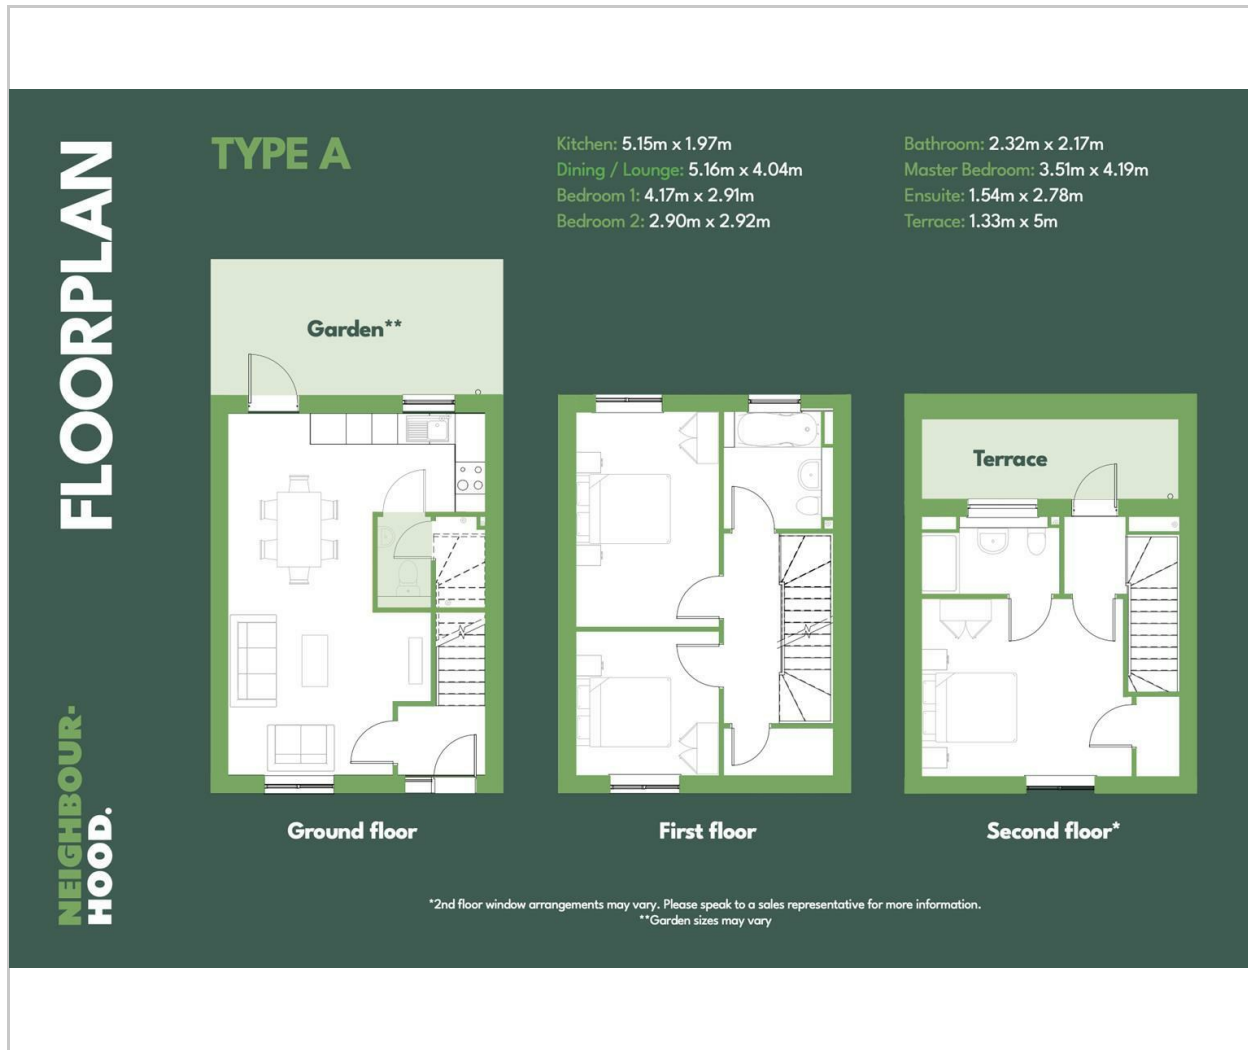 FLOORPLAN
TYPE A
Kitchen: 5.15m x 1.97m
Dining / Lounge: 5.16m x 4.04m
Bedroom 1: 4.17m x 2.91m
Bedroom 2: 2.90m x 2.92m
Bathroom: 2.32m x 2.17m
Master Bedroom: 3.51m x 4.19m
Ensuite: 1.54m x 2.78m
Terrace: 1.33m x 5m
Garden**
Terrace
Ground floor
First floor
Second floor*
NEIGHBOUR-
HOOD.
*2nd floor window arrangements may vary. Please speak to a sales representative for more information.
**Garden sizes may vary